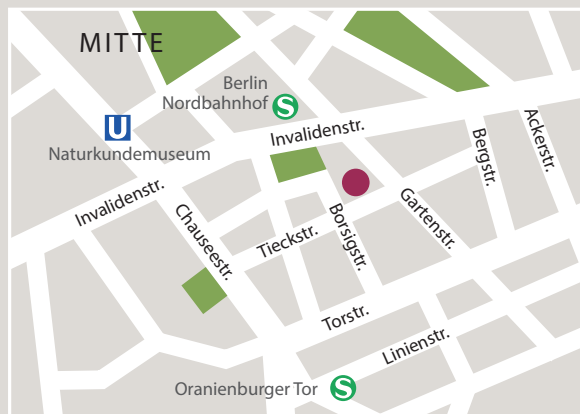 MITTE
Berlin
Nordbahnhof
S
U
Naturkundemuseum
Invalidenstr.
Ackerstr.
Bergstr.
Invalidenstr.
Chauseestr.
Tieckstr.
Borsigstr.
Gartenstr.
Torstr.
Linienstr.
Oranienburger Tor
S